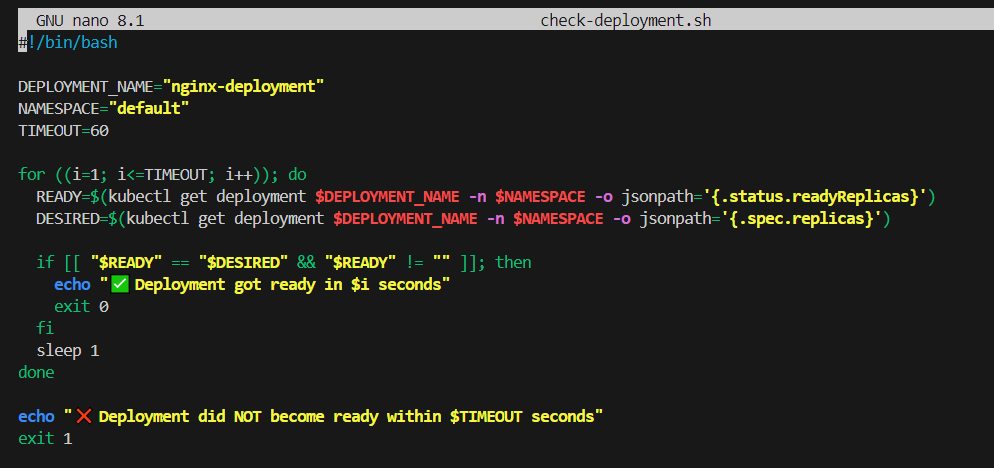 GNU nano 8.1 check-deployment.sh
#!/bin/bash
DEPLOYMENT_NAME="nginx-deployment"
NAMESPACE="default"
TIMEOUT=60
for ((i=1; i<=TIMEOUT; i++)); do
READY=$(kubectl get deployment $DEPLOYMENT_NAME -n $NAMESPACE -o jsonpath='{.status.readyReplicas}')
DESIRED=$(kubectl get deployment $DEPLOYMENT_NAME -n $NAMESPACE -o jsonpath='{.spec.replicas}')
if [[ "$READY" == "$DESIRED" && "$READY" != "" ]]; then
echo "✅ Deployment got ready in $i seconds"
exit 0
fi
sleep 1
done
echo "❌ Deployment did NOT become ready within $TIMEOUT seconds"
exit 1